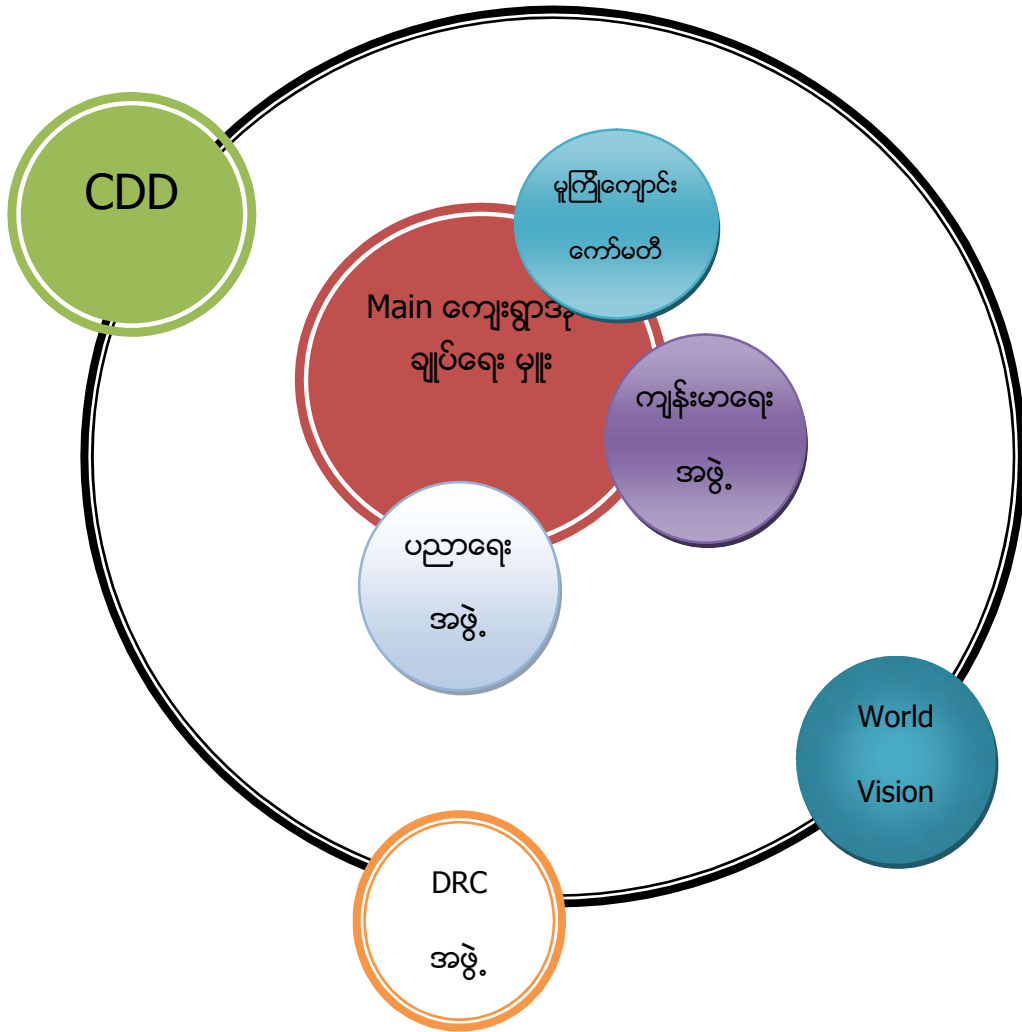 CDD
မူကြိုကျောင်း
ကော်မတီ
Main ကျေးရွာအုပ်
ချုပ်ရေး မှူး
ကျန်းမာရေး
အဖွဲ့
ပညာရေး
အဖွဲ့
World
Vision
DRC
အဖွဲ့